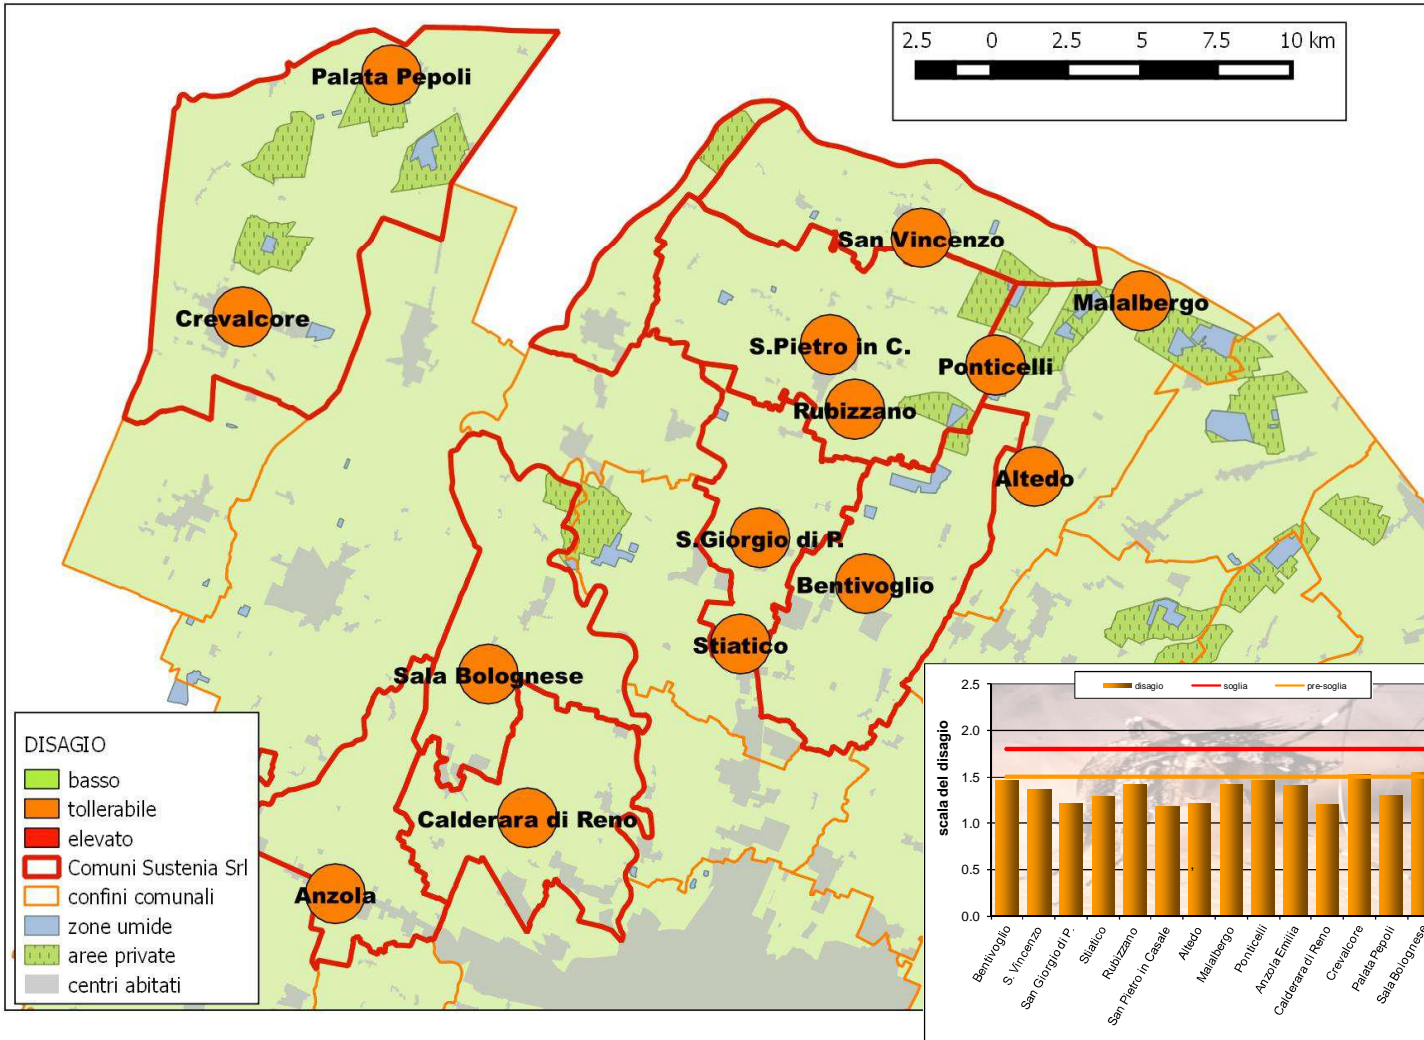 2.5 0 2.5 5 7.5 10 km
Palata Pepoli
San Vincenzo
Malalbergo
Crevalcore
S.Pietro in C.
Ponticelli
Rubizzano
Altedo
S.Giorgio di P.
Bentivoglio
Stiatico
Sala Bolognese
Calderara di Reno
Anzola
DISAGIO
basso
tollerabile
elevato
Comuni Sustenia Srl
confini comunali
zone umide
aree private
centri abitati
disagio soglia pre-soglia
scala del disagio
2.5
2.0
1.5
1.0
0.5
0.0
Bentivoglio
S. Vincenzo
San Giorgio di P.
Stiatico
Rubizzano
San Pietro in Casale
Altedo
Malalbergo
Ponticelli
Anzola Emilia
Calderara di Reno
Crevalcore
Palata Pepoli
Sala Bolognese